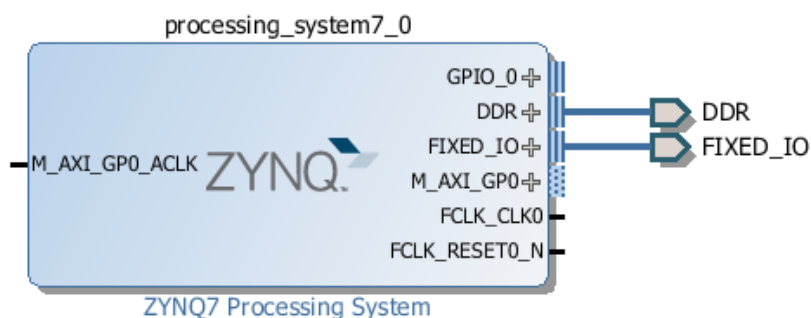 processing_system7_0
GPIO_0
DDR
DDR
FIXED_IO
FIXED_IO
M_AXI_GP0_ACLK
ZYNQ
M_AXI_GP0
FCLK_CLK0
FCLK_RESET0_N
ZYNQ7 Processing System